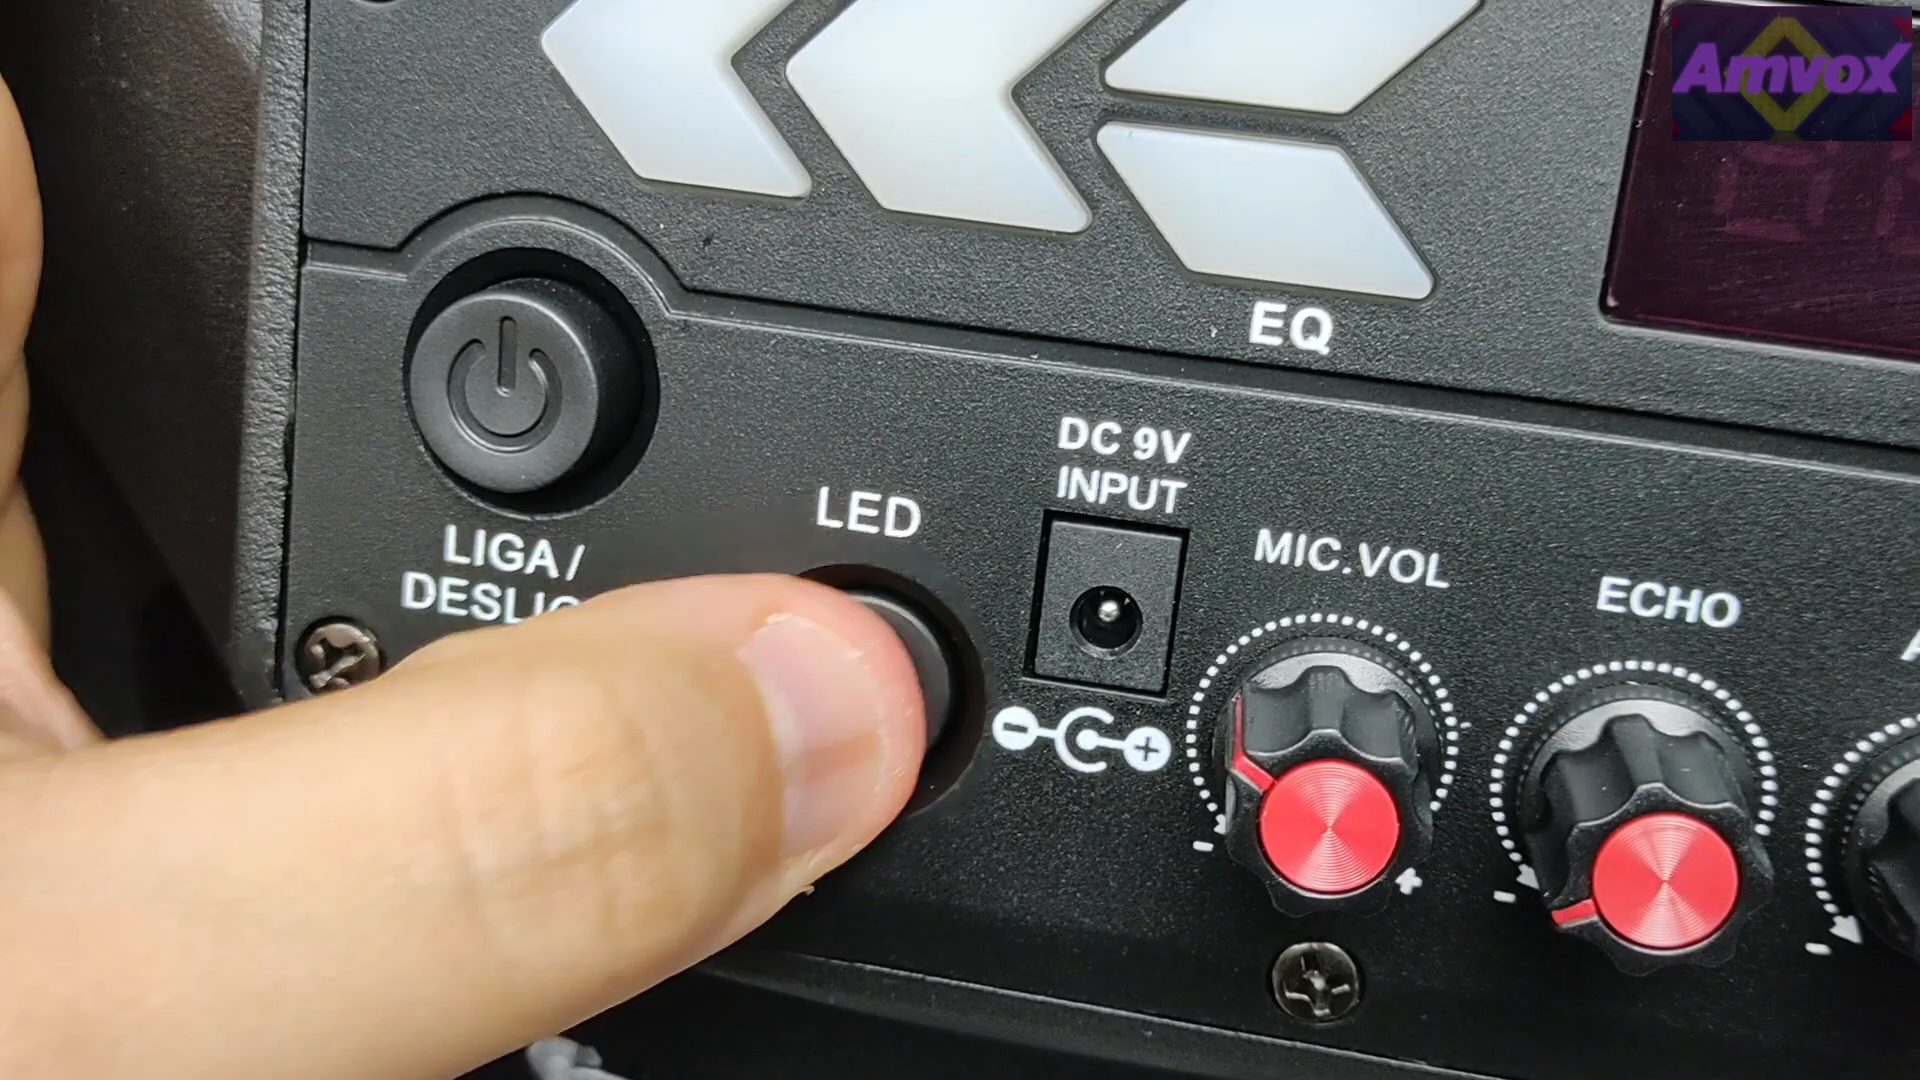 Amvox
EQ
DC 9V
INPUT
LED
LIGA /
MIC.VOL
ECHO
- +
-
-